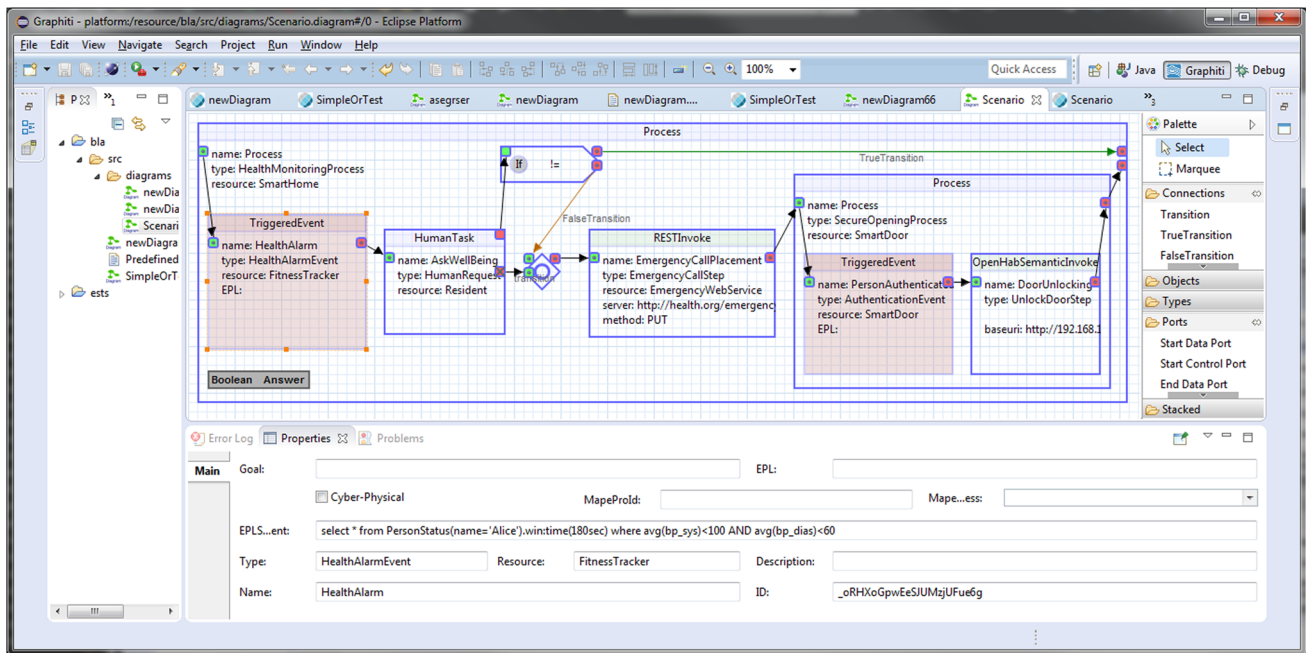 Graphiti - platform:/resource/bla/src/diagrams/Scenario.diagram#/0 - Eclipse Platform
File Edit View Navigate Search Project Run Window Help
100% Quick Access Java Graphiti Debug
P newDiagram SimpleOrTest asegrser newDiagram newDiagram.... SimpleOrTest newDiagram66 Scenario Scenario
bla
src
diagrams
newDia
newDia
Scenari
newDiagra
Predefined
SimpleOrT
ests
Process
name: Process
type: HealthMonitoringProcess
resource: SmartHome
If !=
TrueTransition
FalseTransition
TriggeredEvent
name: HealthAlarm
type: HealthAlarmEvent
resource: FitnessTracker
EPL:
HumanTask
name: AskWellBeing
type: HumanReques
resource: Resident
transition
RESTInvoke
name: EmergencyCallPlacement
type: EmergencyCallStep
resource: EmergencyWebService
server: http://health.org/emergency
method: PUT
Process
name: Process
type: SecureOpeningProcess
resource: SmartDoor
TriggeredEvent
name: PersonAuthenticate
type: AuthenticationEvent
resource: SmartDoor
EPL:
OpenHabSemanticInvoke
name: DoorUnlocking
type: UnlockDoorStep
baseuri: http://192.168.1
Boolean Answer
Palette
Select
Marquee
Connections
Transition
TrueTransition
FalseTransition
Objects
Types
Ports
Start Data Port
Start Control Port
End Data Port
Stacked
Error Log Properties Problems
Main
Goal: EPL:
Cyber-Physical MapeProId: Mape...ess:
EPLS...ent: select * from PersonStatus(name='Alice').win:time(180sec) where avg(bp_sys)<100 AND avg(bp_dias)<60
Type: HealthAlarmEvent Resource: FitnessTracker Description:
Name: HealthAlarm ID: _oRHXoGpwEeSJUMzjUFue6g